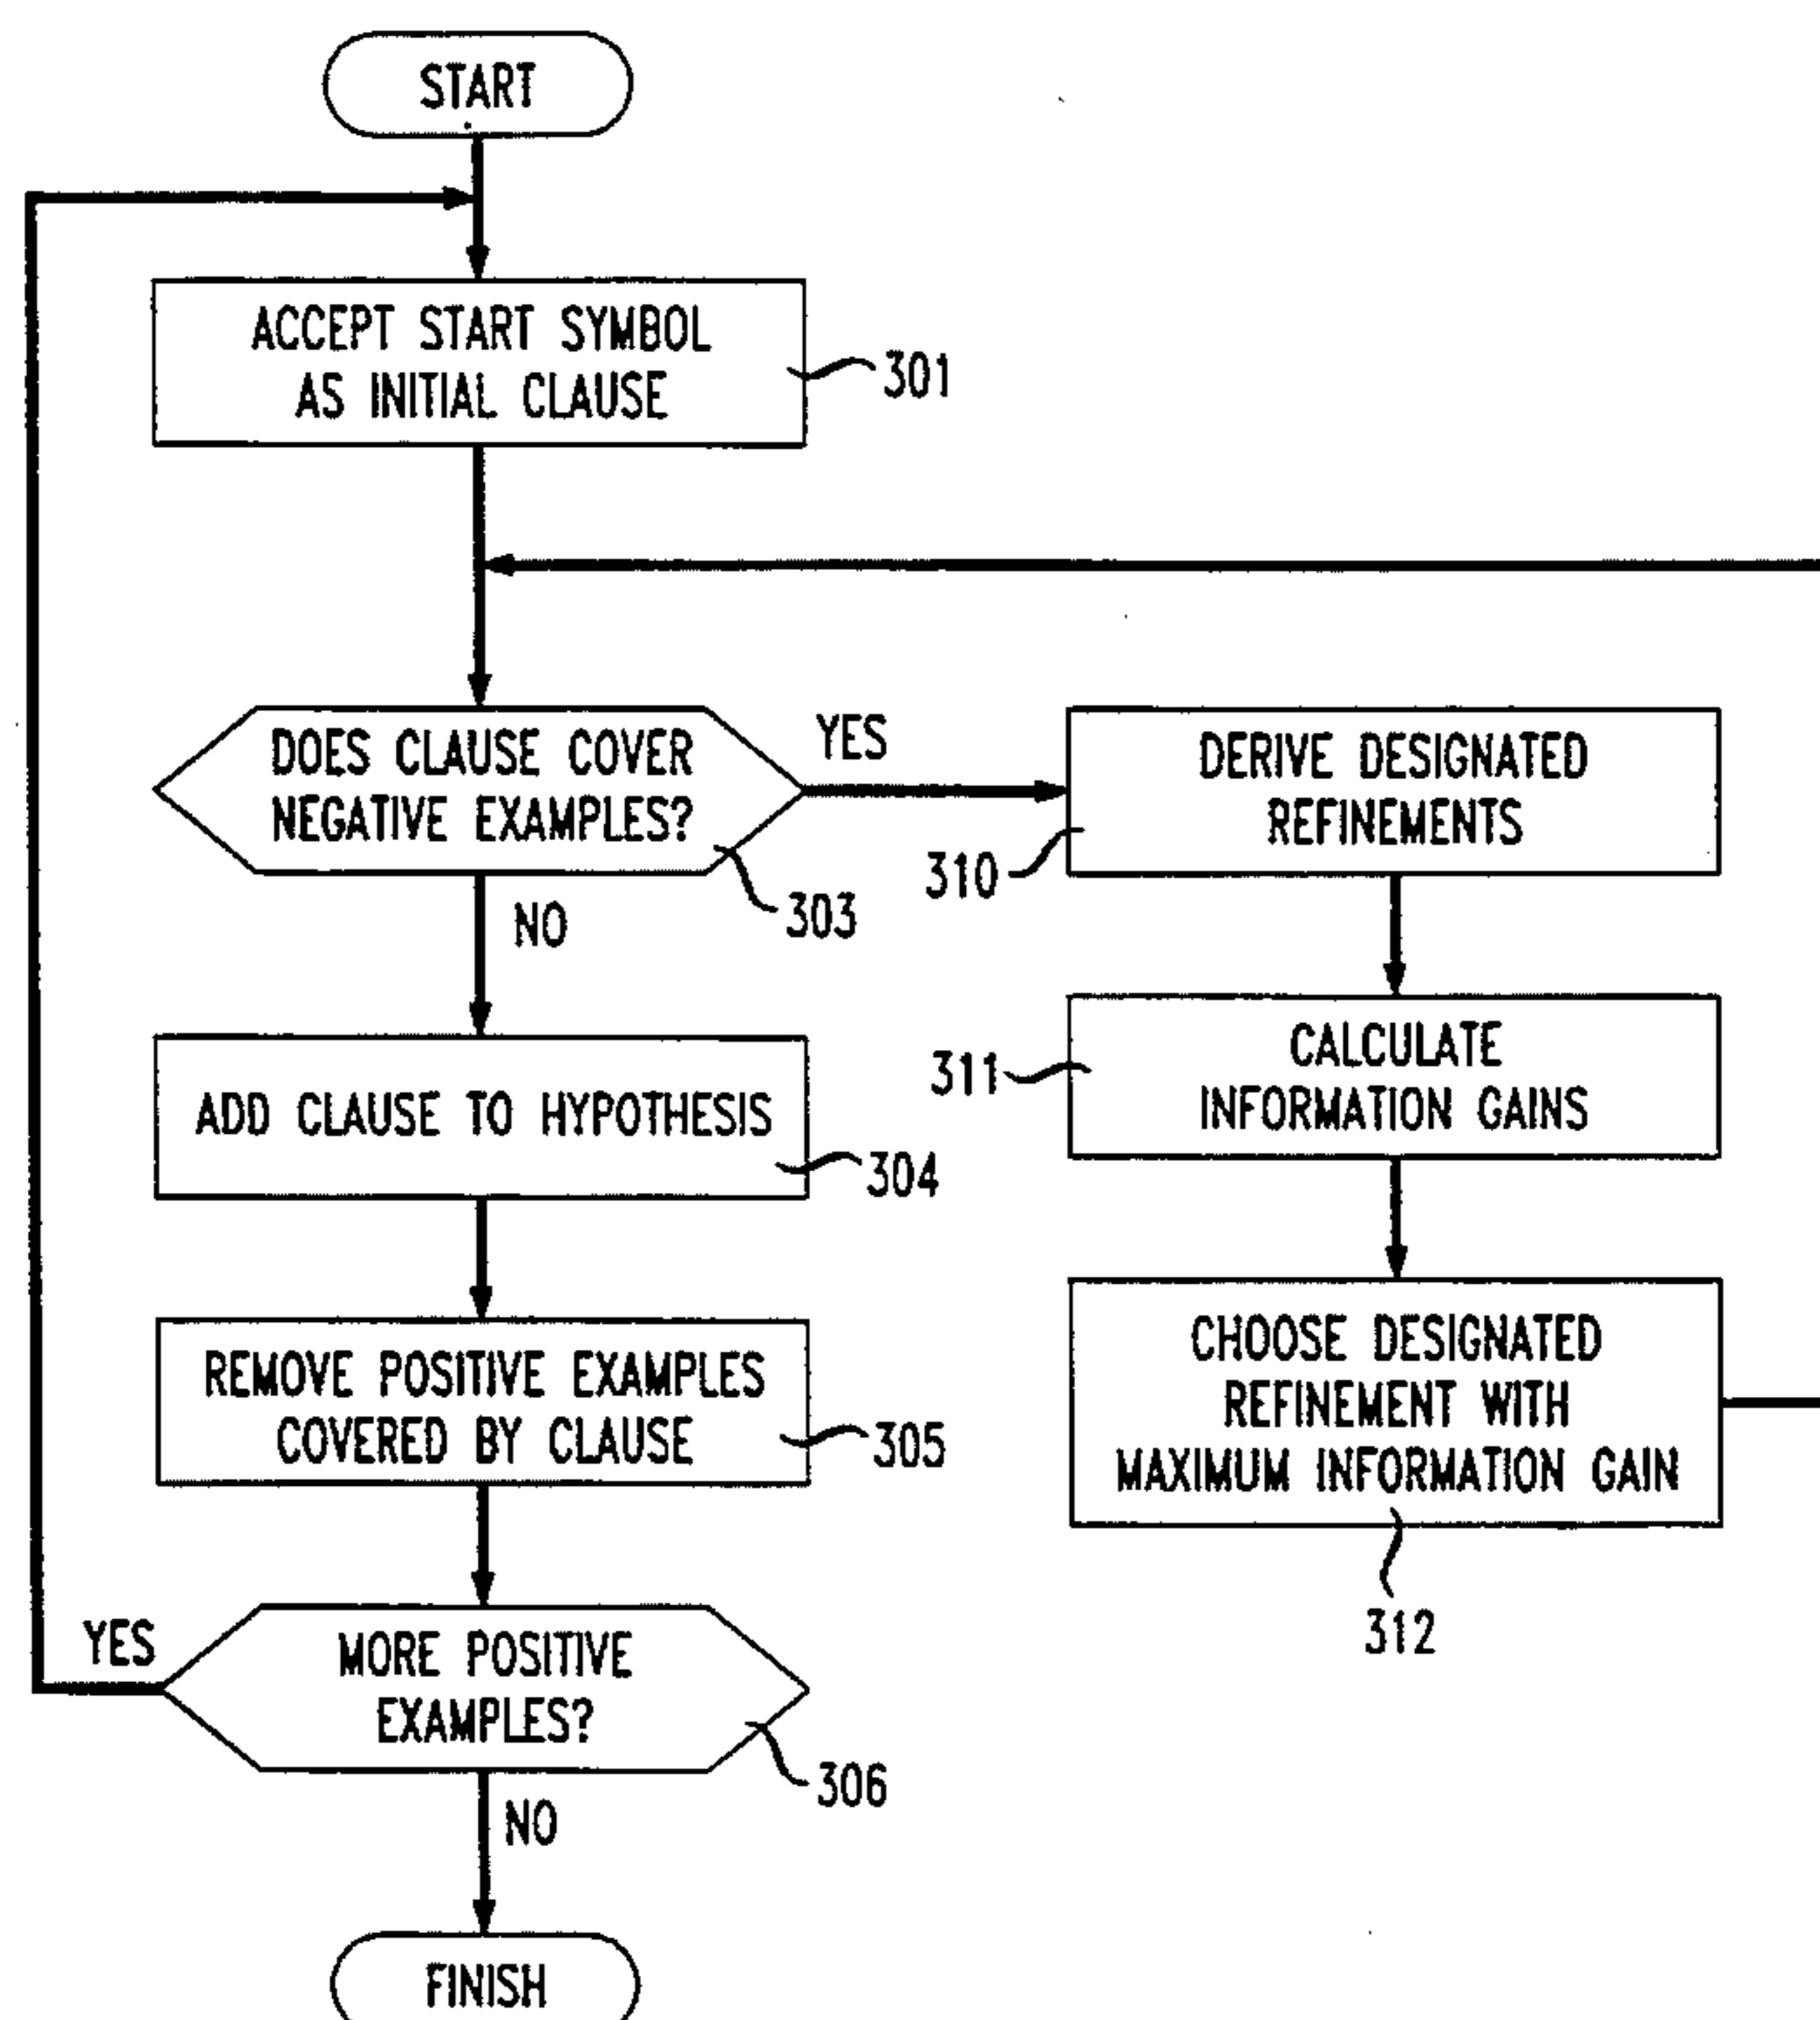 START
ACCEPT START SYMBOL
AS INITIAL CLAUSE
301
DOES CLAUSE COVER
NEGATIVE EXAMPLES?
303
YES
NO
DERIVE DESIGNATED
REFINEMENTS
310
CALCULATE
INFORMATION GAINS
311
CHOOSE DESIGNATED
REFINEMENT WITH
MAXIMUM INFORMATION GAIN
312
ADD CLAUSE TO HYPOTHESIS
304
REMOVE POSITIVE EXAMPLES
COVERED BY CLAUSE
305
MORE POSITIVE
EXAMPLES?
306
YES
NO
FINISH